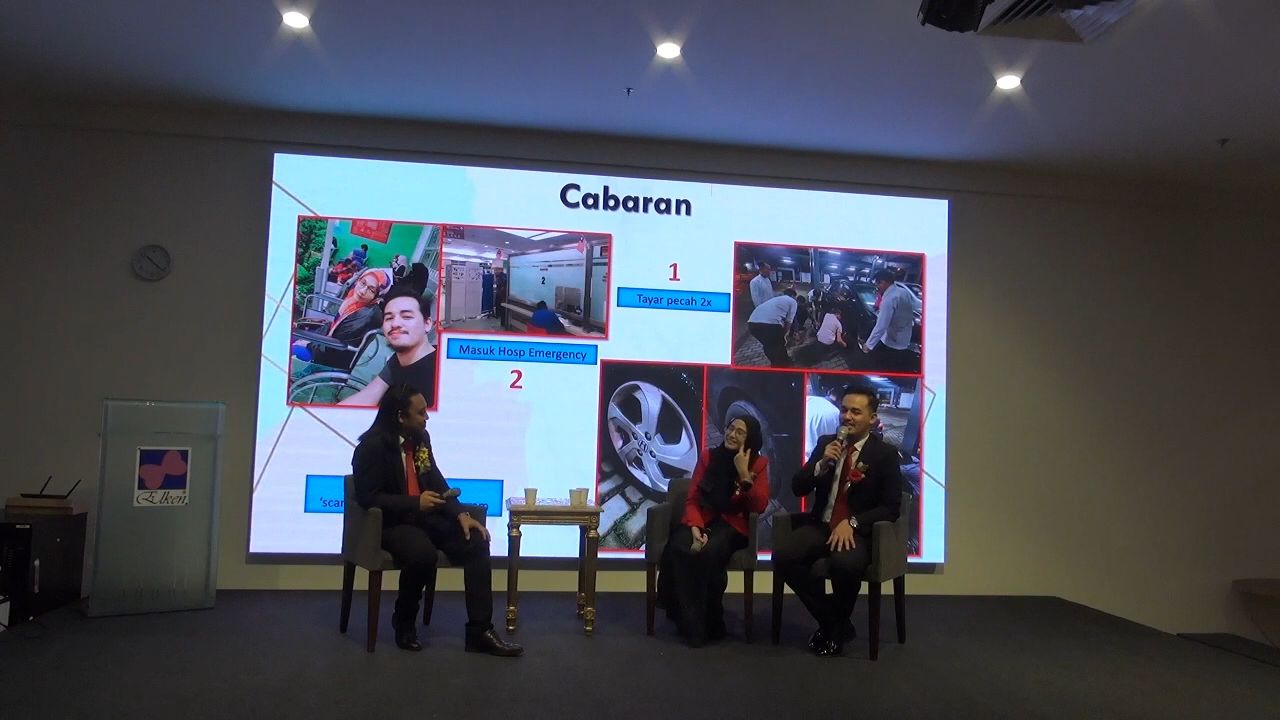 Cabaran
1
Tayar pecah 2x
Masuk Hosp Emergency
2
Elken